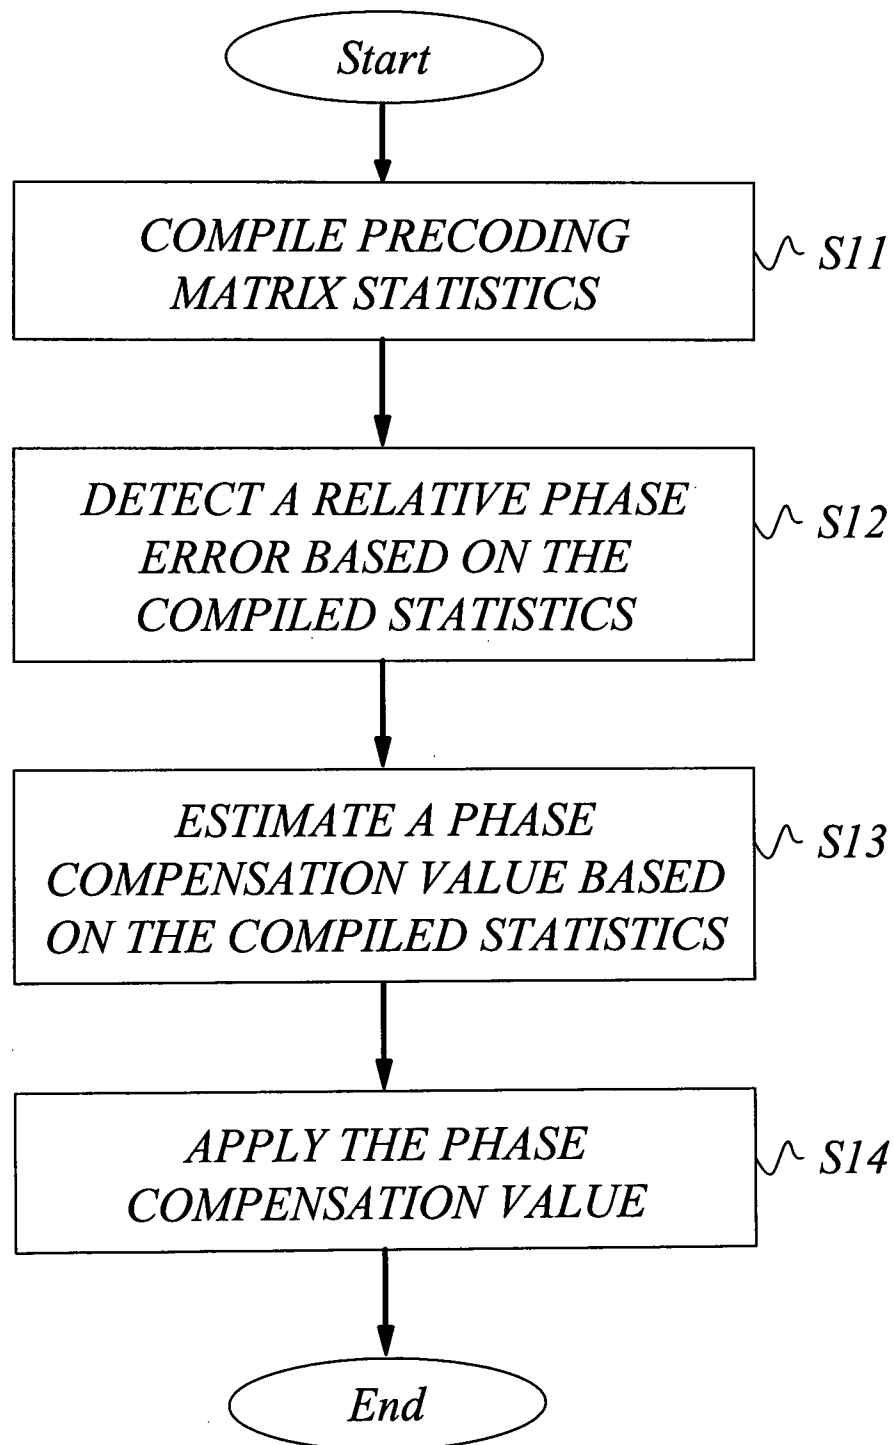 Start
COMPILE PRECODING
MATRIX STATISTICS
S11
DETECT A RELATIVE PHASE
ERROR BASED ON THE
COMPILED STATISTICS
S12
ESTIMATE A PHASE
COMPENSATION VALUE BASED
ON THE COMPILED STATISTICS
S13
APPLY THE PHASE
COMPENSATION VALUE
S14
End